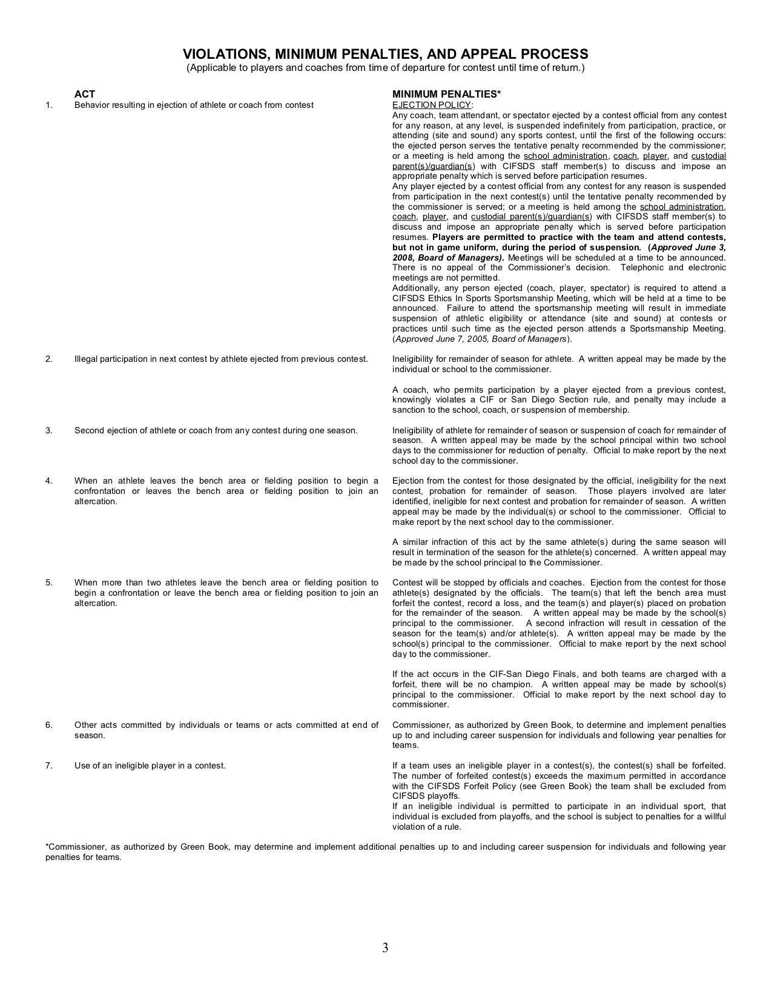 VIOLATIONS, MINIMUM PENALTIES, AND APPEAL PROCESS
(Applicable to players and coaches from time of departure for contest until time of return.)
ACT
MINIMUM PENALTIES*
1. Behavior resulting in ejection of athlete or coach from contest
EJECTION POLICY:
Any coach, team attendant, or spectator ejected by a contest official from any contest
for any reason, at any level, is suspended indefinitely from participation, practice, or
attending (site and sound) any sports contest, until the first of the following occurs:
the ejected person serves the tentative penalty recommended by the commissioner;
or a meeting is held among the school administration, coach, player, and custodial
parent(s)/guardian(s) with CIFSDS staff member(s) to discuss and impose an
appropriate penalty which is served before participation resumes.
Any player ejected by a contest official from any contest for any reason is suspended
from participation in the next contest(s) until the tentative penalty recommended by
the commissioner is served; or a meeting is held among the school administration,
coach, player, and custodial parent(s)/guardian(s) with CIFSDS staff member(s) to
discuss and impose an appropriate penalty which is served before participation
resumes. Players are permitted to practice with the team and attend contests,
but not in game uniform, during the period of suspension. (Approved June 3,
2008, Board of Managers). Meetings will be scheduled at a time to be announced.
There is no appeal of the Commissioner's decision. Telephonic and electronic
meetings are not permitted.
Additionally, any person ejected (coach, player, spectator) is required to attend a
CIFSDS Ethics In Sports Sportsmanship Meeting, which will be held at a time to be
announced. Failure to attend the sportsmanship meeting will result in immediate
suspension of athletic eligibility or attendance (site and sound) at contests or
practices until such time as the ejected person attends a Sportsmanship Meeting.
(Approved June 7, 2005, Board of Managers).
2. Illegal participation in next contest by athlete ejected from previous contest.
Ineligibility for remainder of season for athlete. A written appeal may be made by the
individual or school to the commissioner.
A coach, who permits participation by a player ejected from a previous contest,
knowingly violates a CIF or San Diego Section rule, and penalty may include a
sanction to the school, coach, or suspension of membership.
3. Second ejection of athlete or coach from any contest during one season.
Ineligibility of athlete for remainder of season or suspension of coach for remainder of
season. A written appeal may be made by the school principal within two school
days to the commissioner for reduction of penalty. Official to make report by the next
school day to the commissioner.
4. When an athlete leaves the bench area or fielding position to begin a
confrontation or leaves the bench area or fielding position to join an
altercation.
Ejection from the contest for those designated by the official, ineligibility for the next
contest, probation for remainder of season. Those players involved are later
identified, ineligible for next contest and probation for remainder of season. A written
appeal may be made by the individual(s) or school to the commissioner. Official to
make report by the next school day to the commissioner.
A similar infraction of this act by the same athlete(s) during the same season will
result in termination of the season for the athlete(s) concerned. A written appeal may
be made by the school principal to the Commissioner.
5. When more than two athletes leave the bench area or fielding position to
begin a confrontation or leave the bench area or fielding position to join an
altercation.
Contest will be stopped by officials and coaches. Ejection from the contest for those
athlete(s) designated by the officials. The team(s) that left the bench area must
forfeit the contest, record a loss, and the team(s) and player(s) placed on probation
for the remainder of the season. A written appeal may be made by the school(s)
principal to the commissioner. A second infraction will result in cessation of the
season for the team(s) and/or athlete(s). A written appeal may be made by the
school(s) principal to the commissioner. Official to make report by the next school
day to the commissioner.
If the act occurs in the CIF-San Diego Finals, and both teams are charged with a
forfeit, there will be no champion. A written appeal may be made by school(s)
principal to the commissioner. Official to make report by the next school day to
commissioner.
6. Other acts committed by individuals or teams or acts committed at end of
season.
Commissioner, as authorized by Green Book, to determine and implement penalties
up to and including career suspension for individuals and following year penalties for
teams.
7. Use of an ineligible player in a contest.
If a team uses an ineligible player in a contest(s), the contest(s) shall be forfeited.
The number of forfeited contest(s) exceeds the maximum permitted in accordance
with the CIFSDS Forfeit Policy (see Green Book) the team shall be excluded from
CIFSDS playoffs.
If an ineligible individual is permitted to participate in an individual sport, that
individual is excluded from playoffs, and the school is subject to penalties for a willful
violation of a rule.
*Commissioner, as authorized by Green Book, may determine and implement additional penalties up to and including career suspension for individuals and following year
penalties for teams.
3